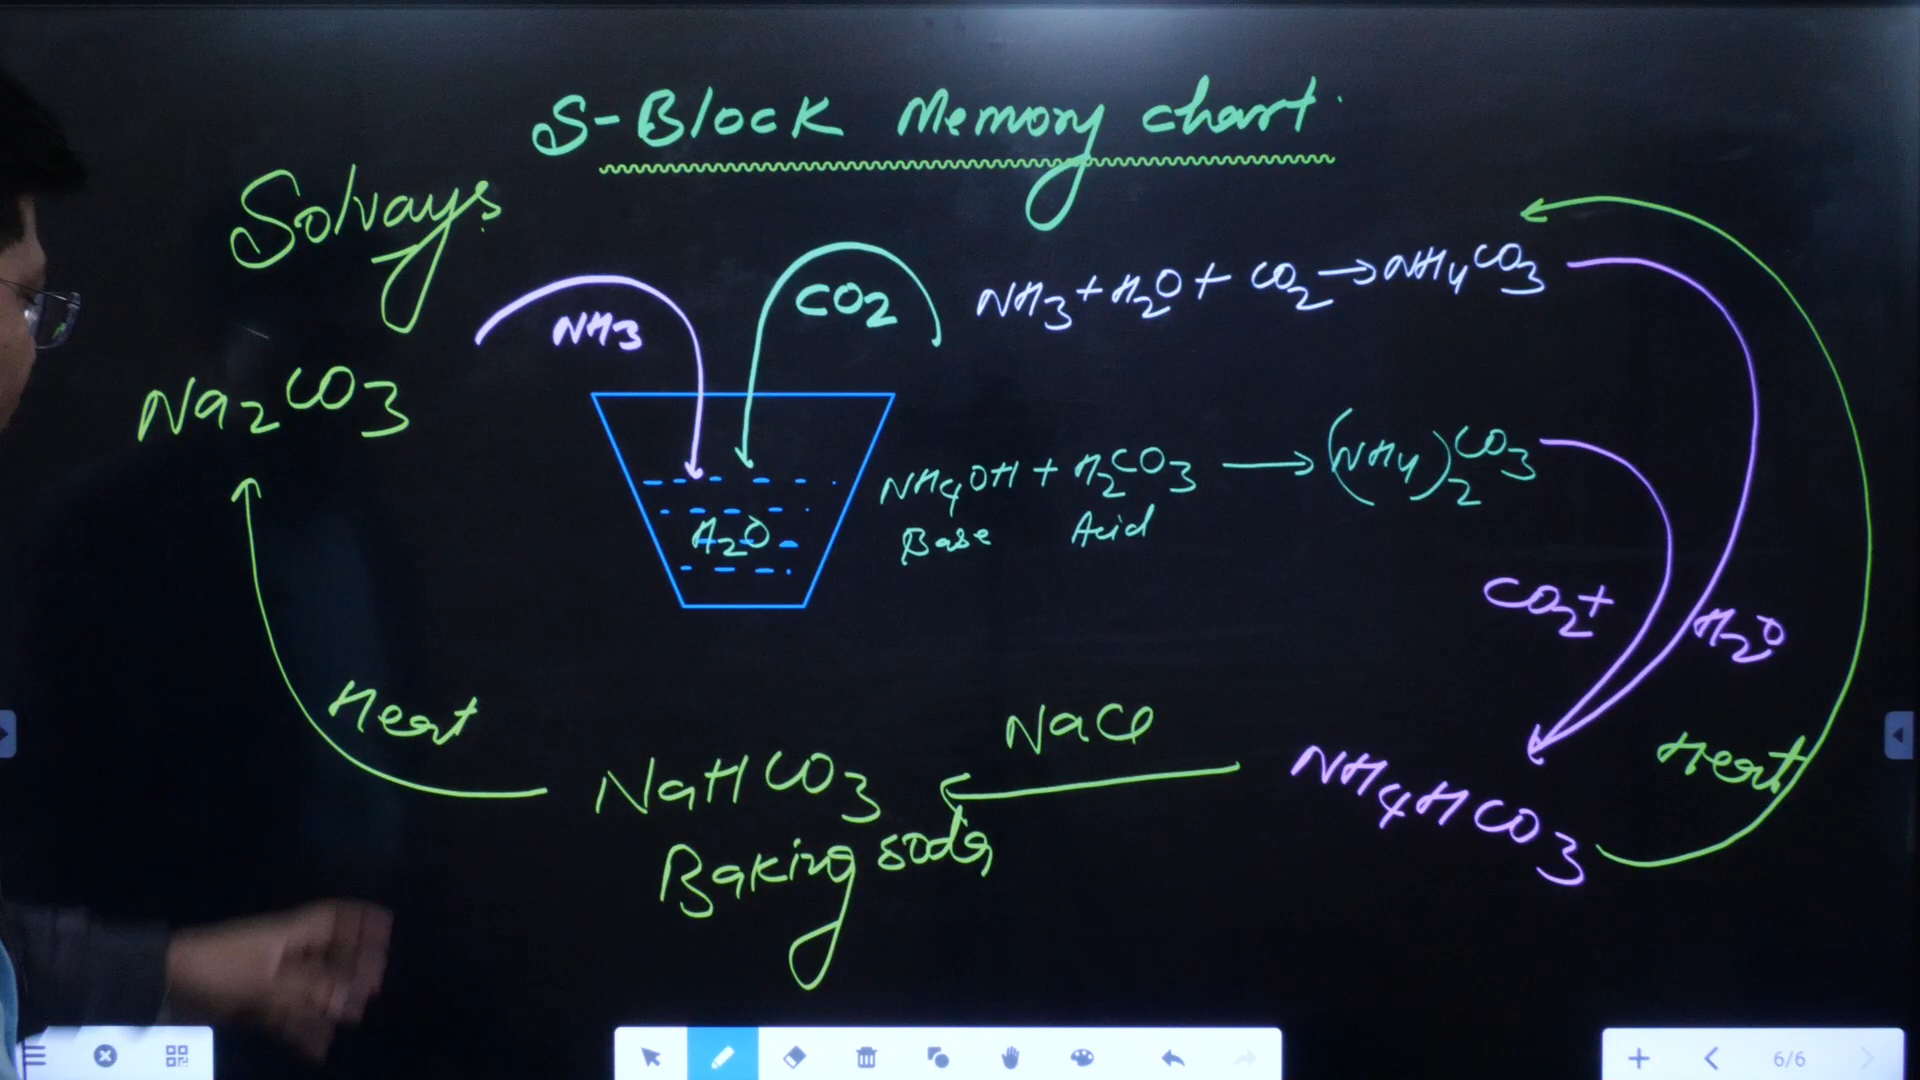 S-Block Memory chart.
Solvays
NH3
CO2
NH3 + H2O + CO2 → NH4CO3
Na2CO3
NH4OH + H2CO3 → (NH4)2CO3
Base Acid
H2O
CO2 +
H2O
Heat
NaCl
Heat
NaHCO3
NH4HCO3
Baking soda
6/6